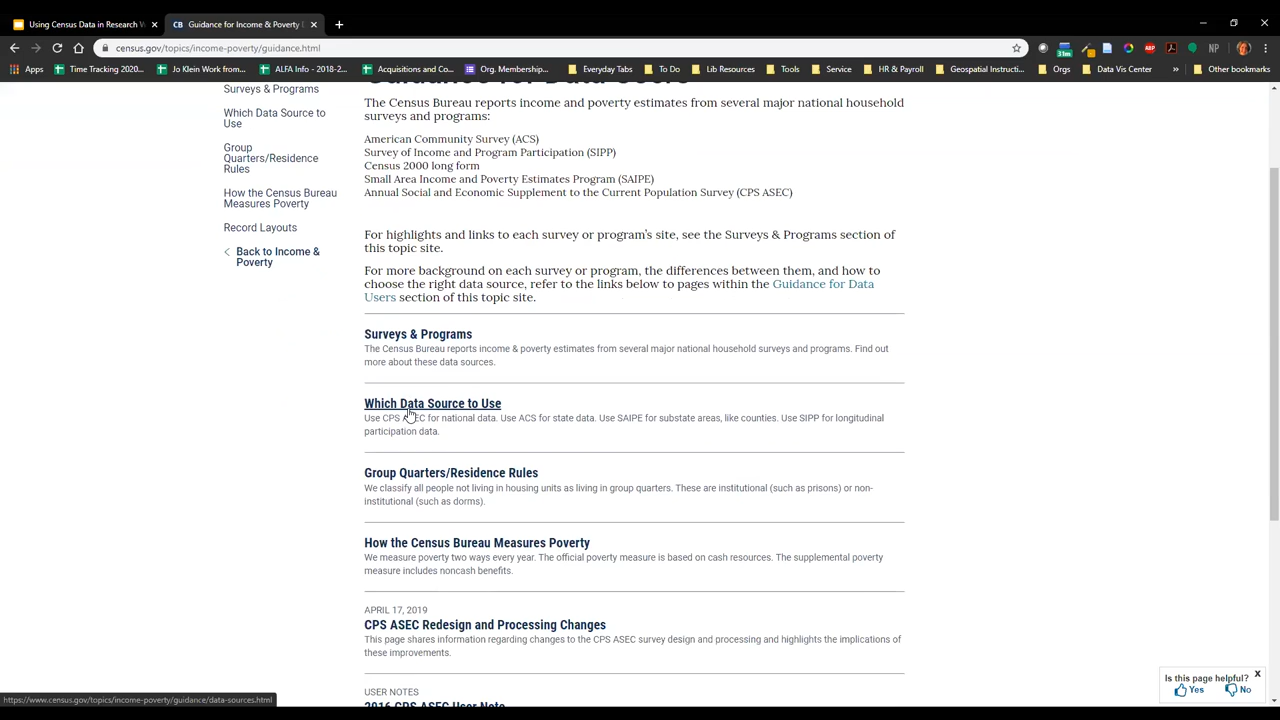 Using Census Data in Research W
Guidance for Income & Poverty
census.gov/topics/income-poverty/guidance.html
Apps
Time Tracking 2020...
Jo Klein Work from...
ALFA Info - 2018-2...
Acquisitions and Co...
Org. Membership...
Everyday Tabs
To Do
Lib Resources
Tools
Service
HR & Payroll
Geospatial Instructi...
Orgs
Data Vis Center
»
Other bookmarks
31m
ABP
NP
Surveys & Programs
Which Data Source to
Use
Group
Quarters/Residence
Rules
How the Census Bureau
Measures Poverty
Record Layouts
Back to Income &
Poverty
Guidance for Data Users
The Census Bureau reports income and poverty estimates from several major national household
surveys and programs:
American Community Survey (ACS)
Survey of Income and Program Participation (SIPP)
Census 2000 long form
Small Area Income and Poverty Estimates Program (SAIPE)
Annual Social and Economic Supplement to the Current Population Survey (CPS ASEC)
For highlights and links to each survey or program's site, see the Surveys & Programs section of
this topic site.
For more background on each survey or program, the differences between them, and how to
choose the right data source, refer to the links below to pages within the Guidance for Data
Users section of this topic site.
Surveys & Programs
The Census Bureau reports income & poverty estimates from several major national household surveys and programs. Find out
more about these data sources.
Which Data Source to Use
Use CPS ASEC for national data. Use ACS for state data. Use SAIPE for substate areas, like counties. Use SIPP for longitudinal
participation data.
Group Quarters/Residence Rules
We classify all people not living in housing units as living in group quarters. These are institutional (such as prisons) or non-
institutional (such as dorms).
How the Census Bureau Measures Poverty
We measure poverty two ways every year. The official poverty measure is based on cash resources. The supplemental poverty
measure includes noncash benefits.
APRIL 17, 2019
CPS ASEC Redesign and Processing Changes
This page shares information regarding changes to the CPS ASEC survey design and processing and highlights the implications of
these improvements.
USER NOTES
2016 CPS ASEC User Note
Is this page helpful?
X
Yes
No
https://www.census.gov/topics/income-poverty/guidance/data-sources.html